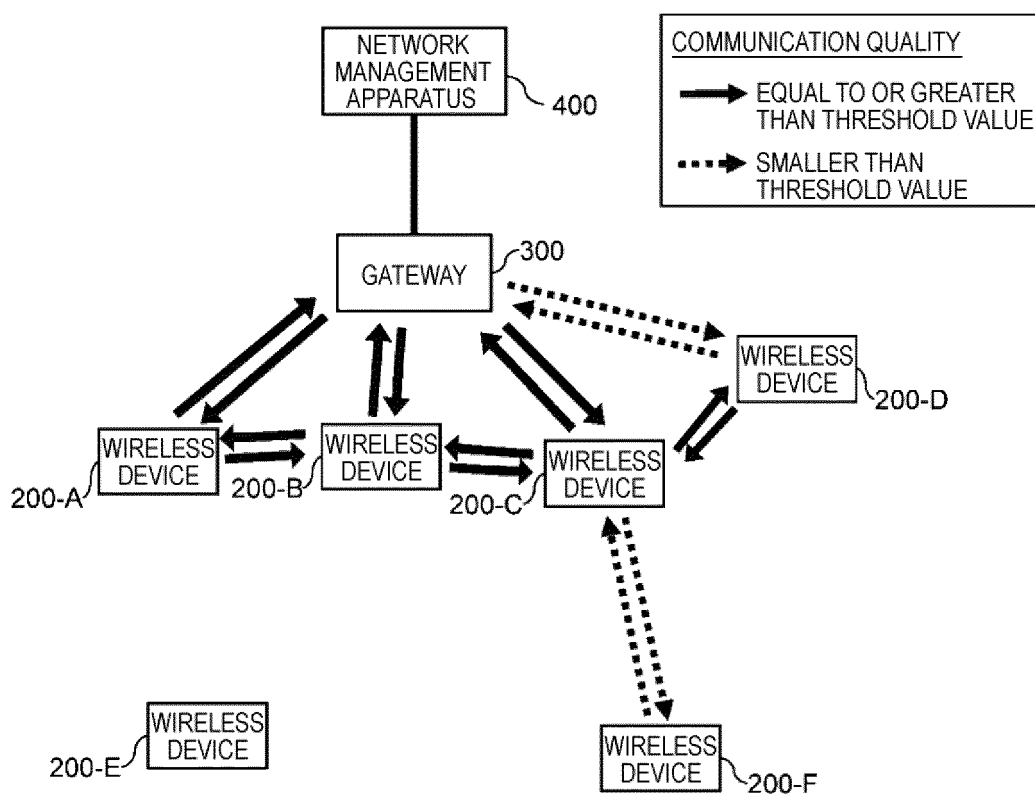 NETWORK
MANAGEMENT
APPARATUS
400
COMMUNICATION QUALITY
EQUAL TO OR GREATER
THAN THRESHOLD VALUE
SMALLER THAN
THRESHOLD VALUE
GATEWAY
300
WIRELESS
DEVICE
200-D
WIRELESS
DEVICE
200-A
WIRELESS
DEVICE
200-B
WIRELESS
DEVICE
200-C
WIRELESS
DEVICE
200-E
WIRELESS
DEVICE
200-F